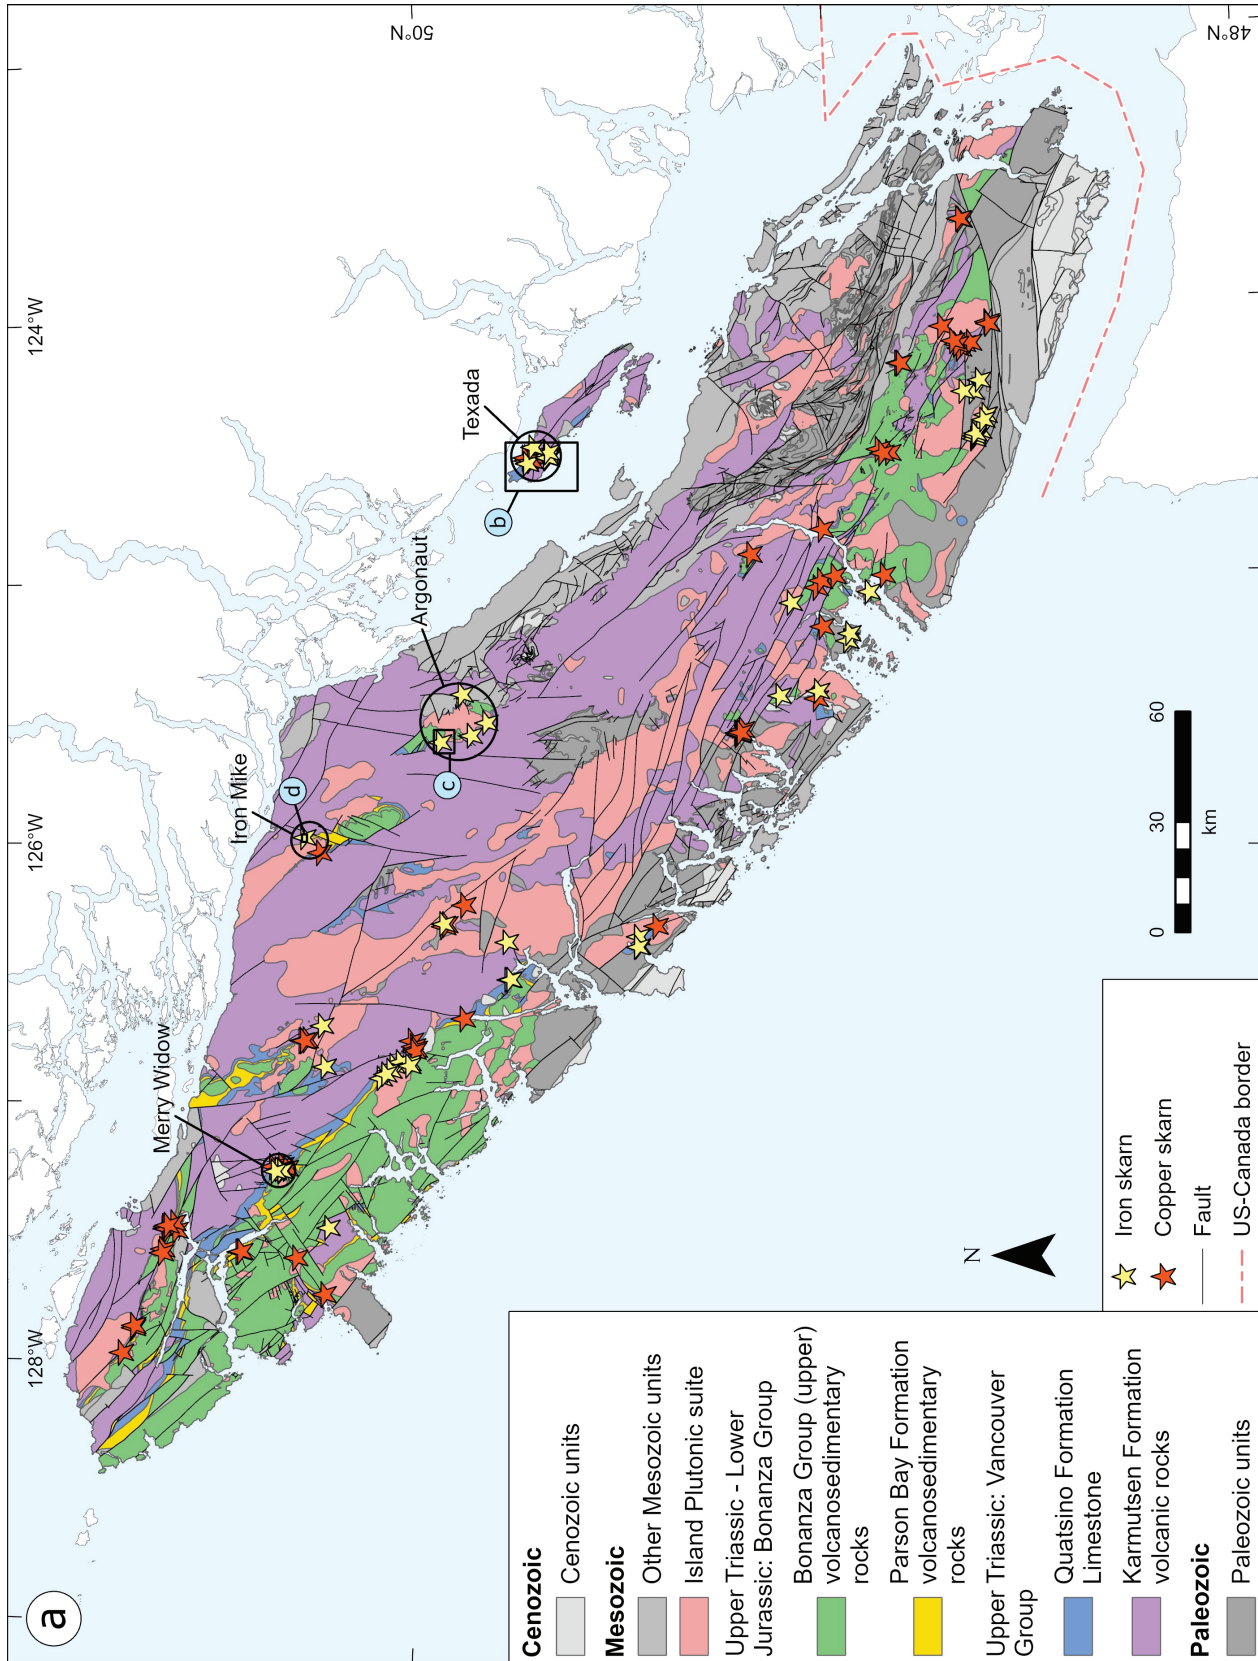 a
128°W
126°W
124°W
50°N
48°N
Merry Widow
Iron Mike
d
Argonaut
c
Texada
b
N
0 30 60
km
Cenozoic
Cenozoic units
Mesozoic
Other Mesozoic units
Island Plutonic suite
Upper Triassic - Lower
Jurassic: Bonanza Group
Bonanza Group (upper)
volcanosedimentary
rocks
Parson Bay Formation
volcanosedimentary
rocks
Upper Triassic: Vancouver
Group
Quatsino Formation
Limestone
Karmutsen Formation
volcanic rocks
Paleozoic
Paleozoic units
Iron skarn
Copper skarn
Fault
US-Canada border